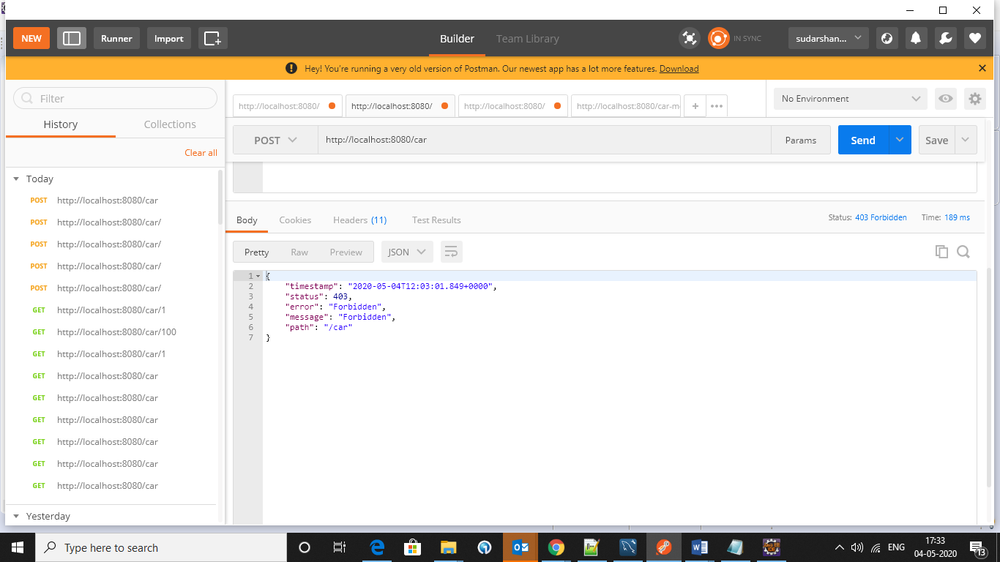 NEW
Runner
Import
Builder
Team Library
IN SYNC
sudarshan...
Hey! You're running a very old version of Postman. Our newest app has a lot more features. Download
Filter
History
Collections
Clear all
Today
POST http://localhost:8080/car
POST http://localhost:8080/car/
POST http://localhost:8080/car/
POST http://localhost:8080/car/
POST http://localhost:8080/car/
GET http://localhost:8080/car/1
GET http://localhost:8080/car/100
GET http://localhost:8080/car/1
GET http://localhost:8080/car
GET http://localhost:8080/car
GET http://localhost:8080/car
GET http://localhost:8080/car
GET http://localhost:8080/car
GET http://localhost:8080/car
Yesterday
http://localhost:8080/
http://localhost:8080/
http://localhost:8080/
http://localhost:8080/car-m
No Environment
POST
http://localhost:8080/car
Params
Send
Save
Body
Cookies
Headers (11)
Test Results
Status: 403 Forbidden
Time: 189 ms
Pretty
Raw
Preview
JSON
1 {
2 "timestamp": "2020-05-04T12:03:01.849+0000",
3 "status": 403,
4 "error": "Forbidden",
5 "message": "Forbidden",
6 "path": "/car"
7 }
Type here to search
ENG
17:33
04-05-2020
13